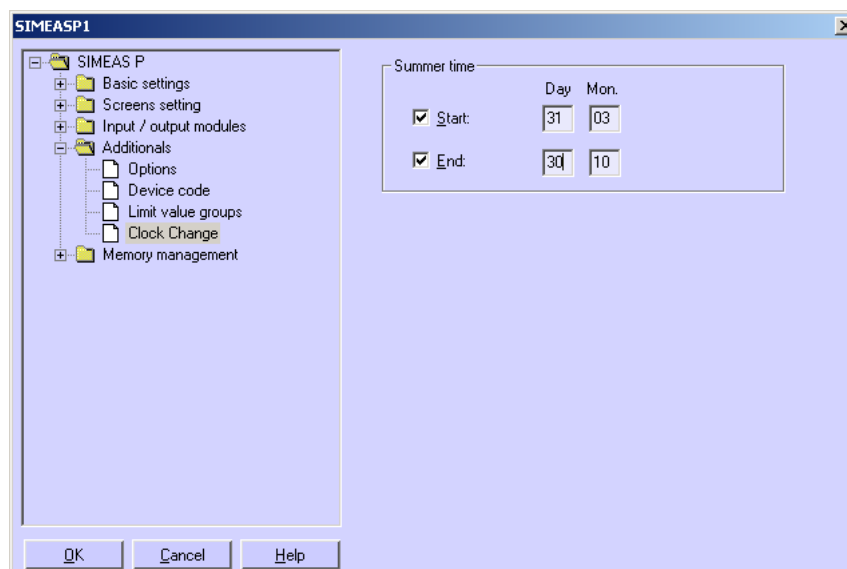 SIMEASP1
SIMEAS P
Basic settings
Screens setting
Input / output modules
Additionals
Options
Device code
Limit value groups
Clock Change
Memory management
Summer time
Day Mon.
Start: 31 03
End: 30 10
OK Cancel Help